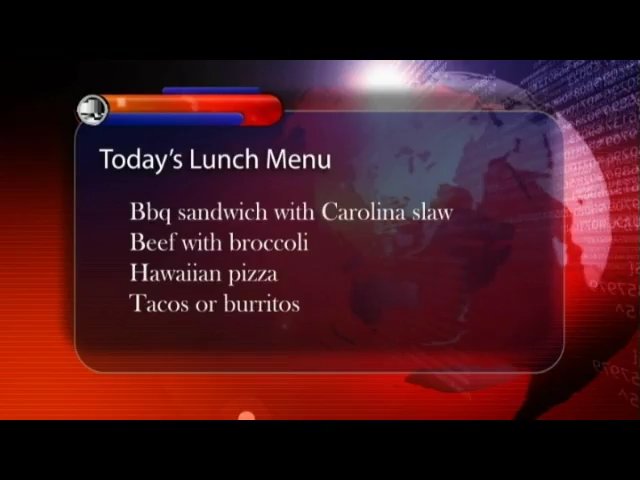 Today's Lunch Menu
Bbq sandwich with Carolina slaw
Beef with broccoli
Hawaiian pizza
Tacos or burritos